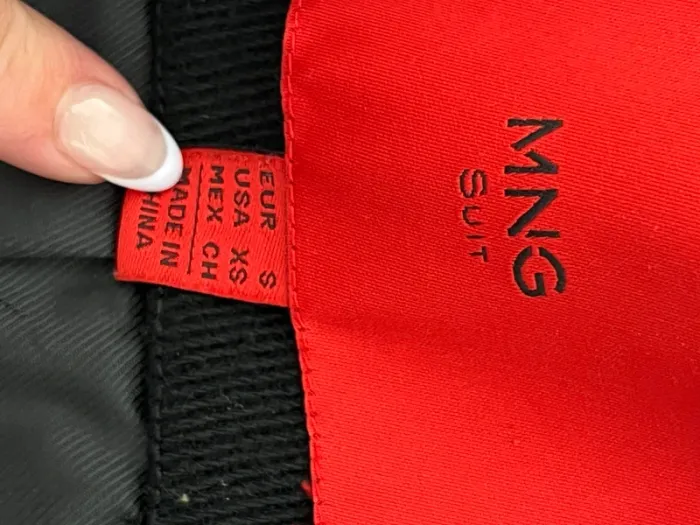 MNG
SUIT
EUR S
USA XS
MEX CH
MADE IN
CHINA